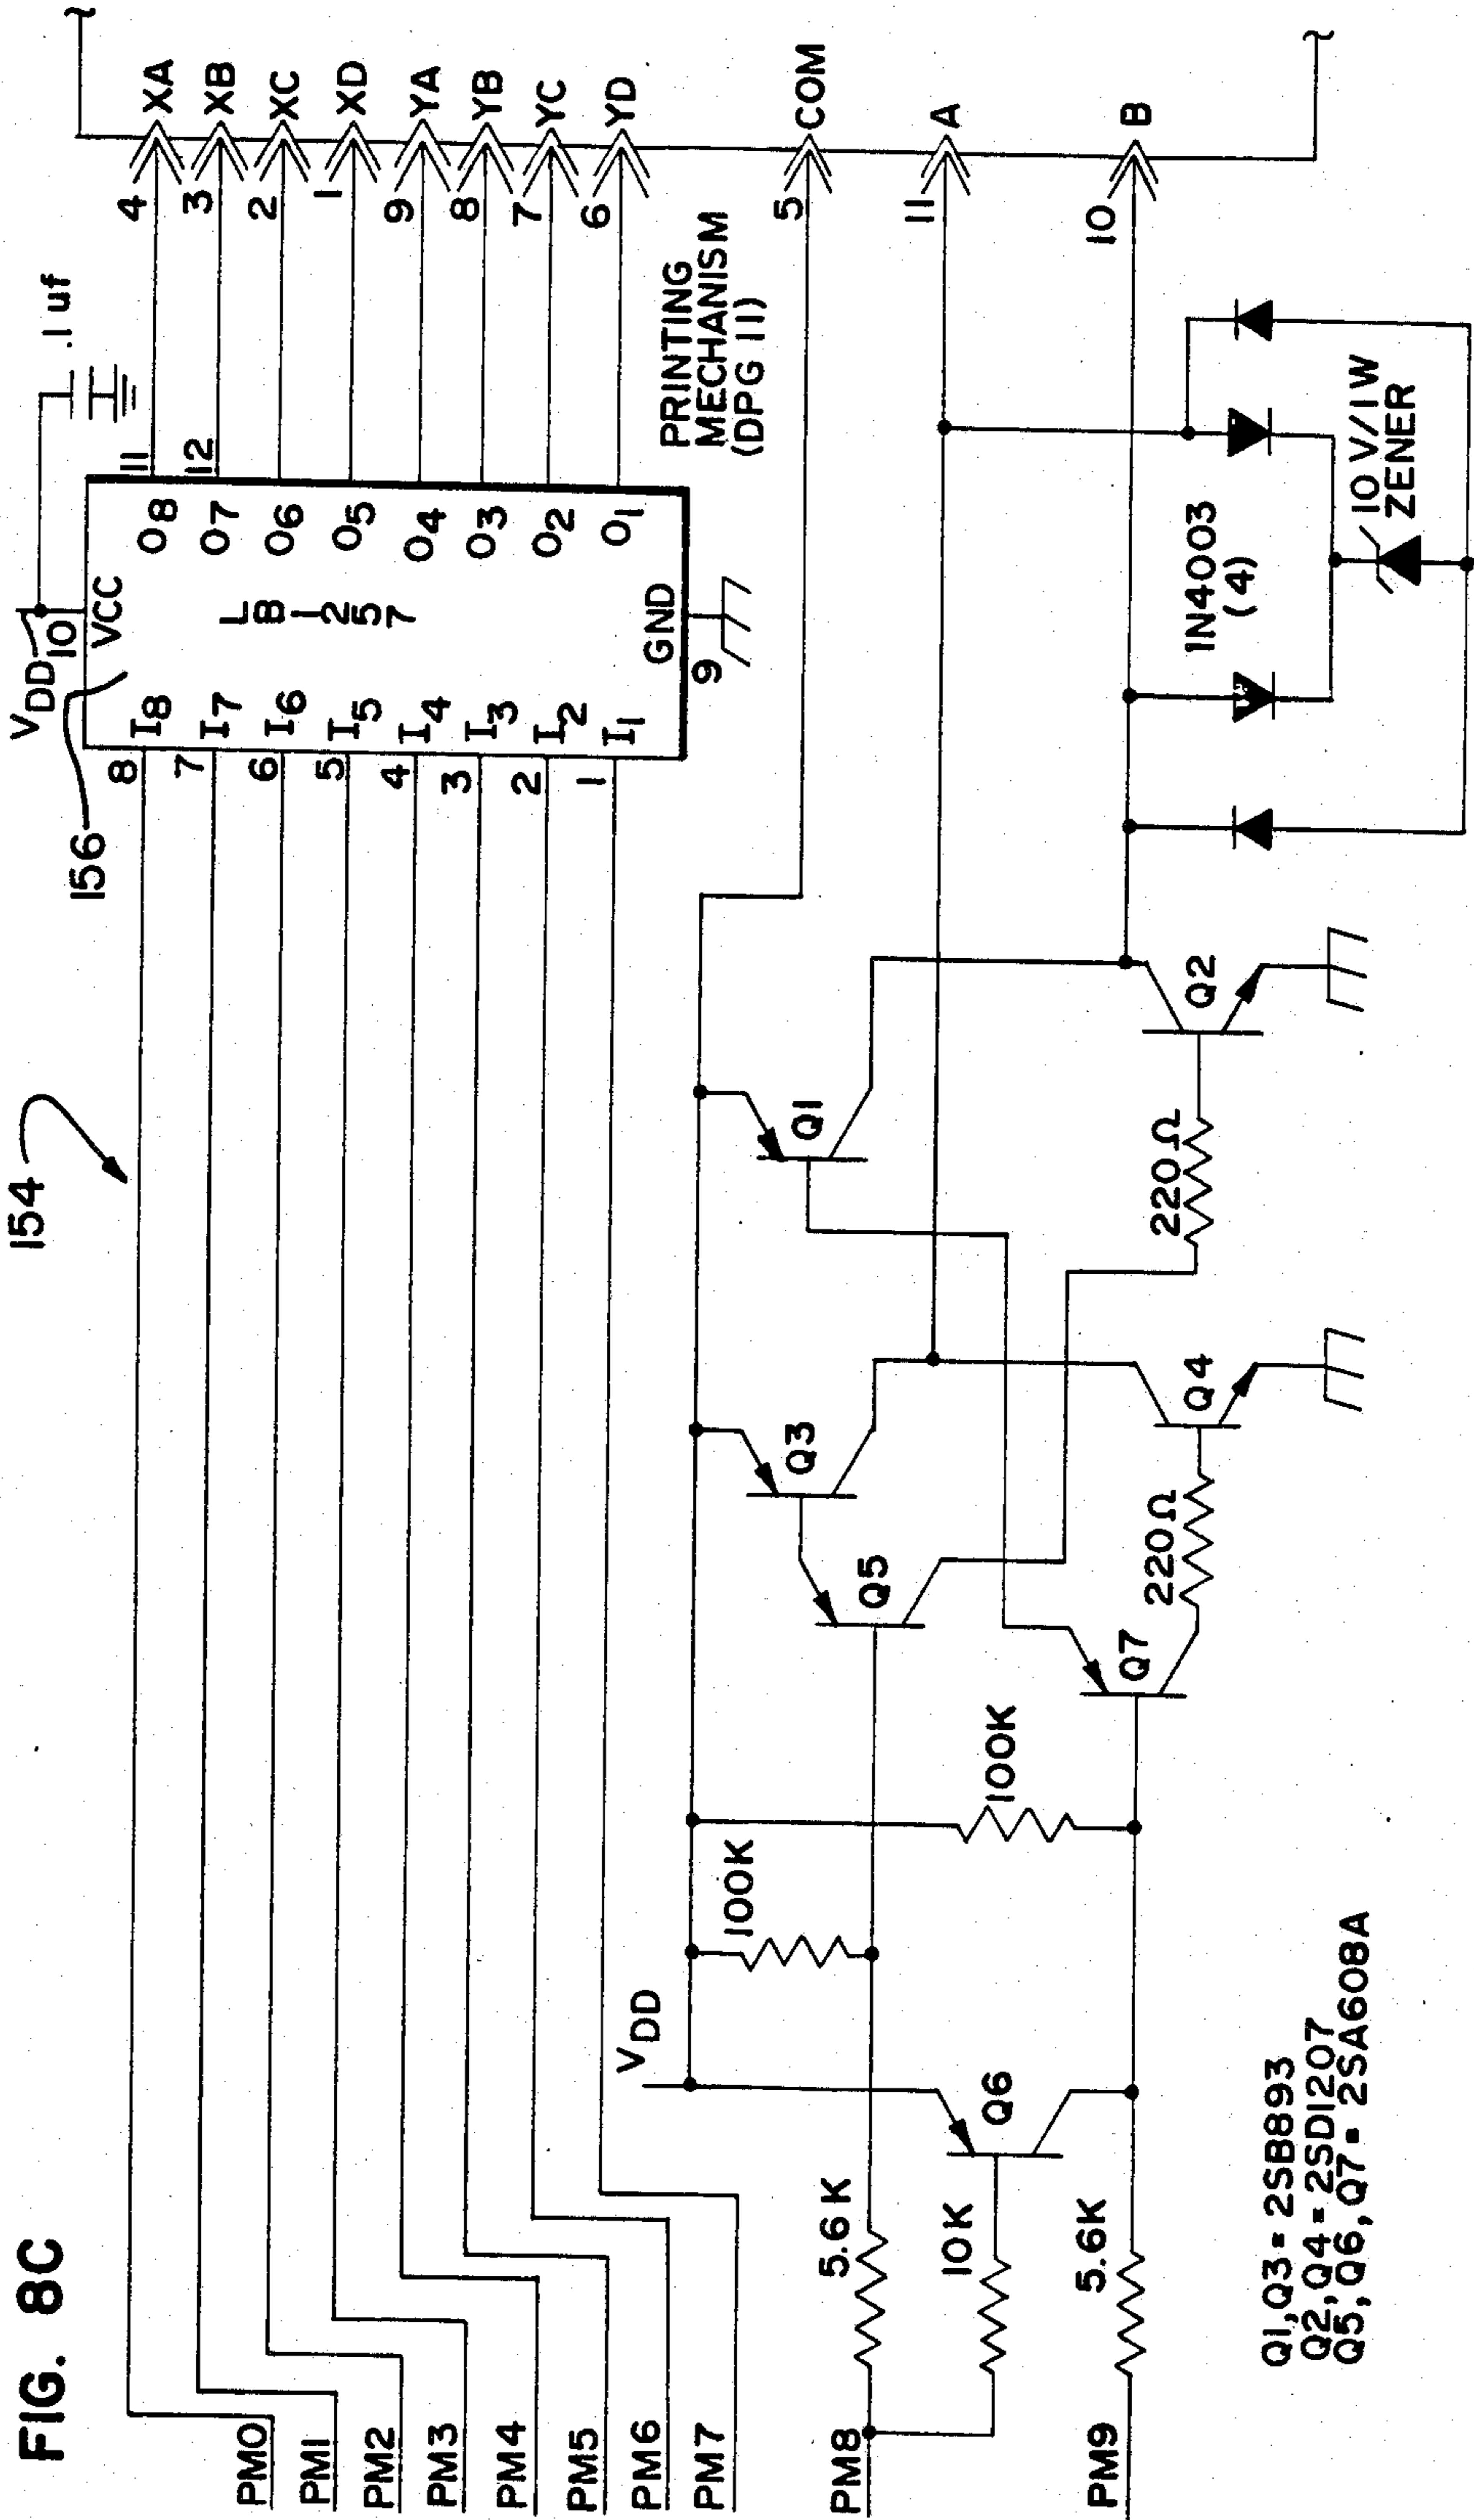 FIG. 8C
154
156
PM0
PM1
PM2
PM3
PM4
PM5
PM6
PM7
PM8
PM9
VDD
10
VCC
.1 uf
8
7
6
5
4
3
2
1
I8
I7
I6
I5
I4
I3
I2
I1
LB1257
GND
9
O8
O7
O6
O5
O4
O3
O2
O1
11
12
4
3
2
1
9
8
7
6
5
11
10
XA
XB
XC
XD
YA
YB
YC
YD
COM
A
B
PRINTING
MECHANISM
(DPG II)
VDD
100K
100K
5.6K
10K
5.6K
Q6
Q5
Q3
Q1
Q7
220Ω
Q4
220Ω
Q2
1N4003
(4)
10 V/1W
ZENER
Q1,Q3=2SB893
Q2,Q4=2SD1207
Q5,Q6,Q7=2SA608A